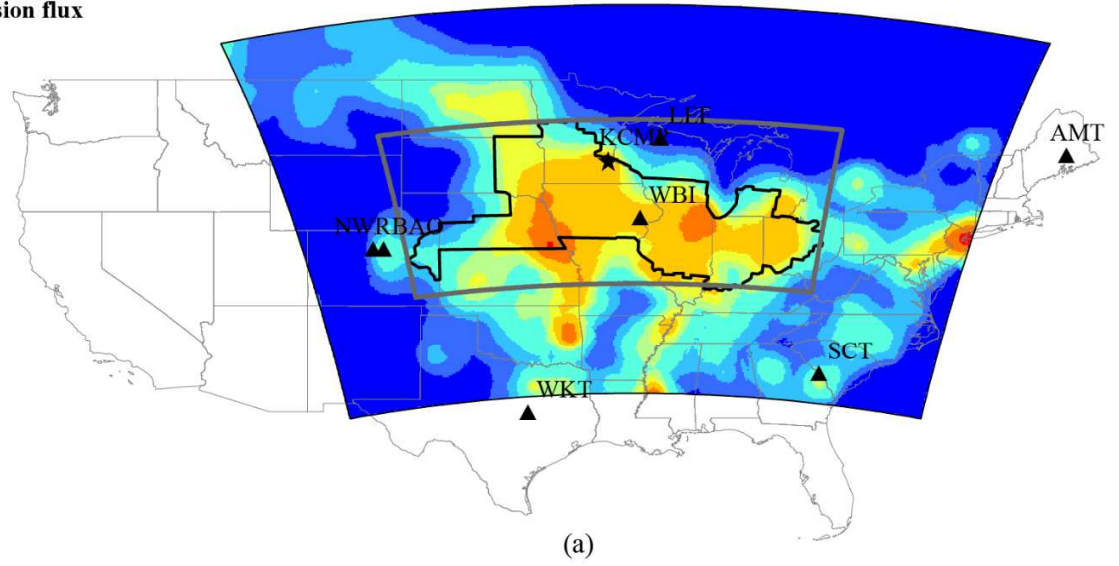 sion flux
LEF
AMT
KCMP
WBI
NWRBAO
SCT
WKT
(a)